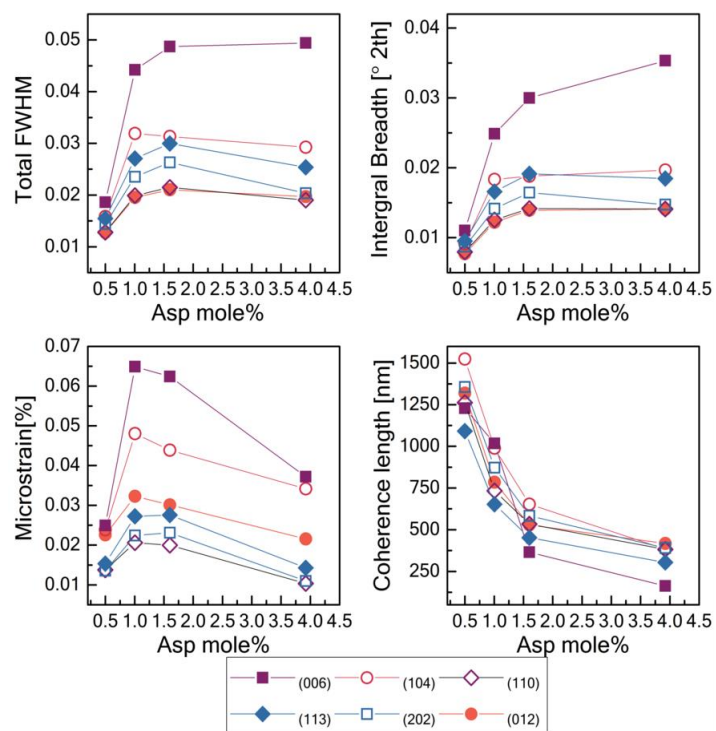 0.05
0.04
0.03
0.02
0.01
Total FWHM
0.5 1.0 1.5 2.0 2.5 3.0 3.5 4.0 4.5
Asp mole%
0.04
0.03
0.02
0.01
Intergral Breadth [° 2th]
0.5 1.0 1.5 2.0 2.5 3.0 3.5 4.0 4.5
Asp mole%
0.07
0.06
0.05
0.04
0.03
0.02
0.01
Microstrain[%]
0.5 1.0 1.5 2.0 2.5 3.0 3.5 4.0 4.5
Asp mole%
1500
1250
1000
750
500
250
Coherence length [nm]
0.5 1.0 1.5 2.0 2.5 3.0 3.5 4.0 4.5
Asp mole%
(006) (104) (110)
(113) (202) (012)